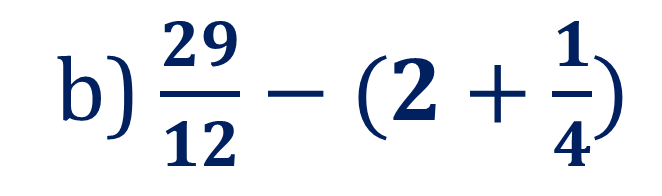 b) 29/12 − (2 + 1/4)